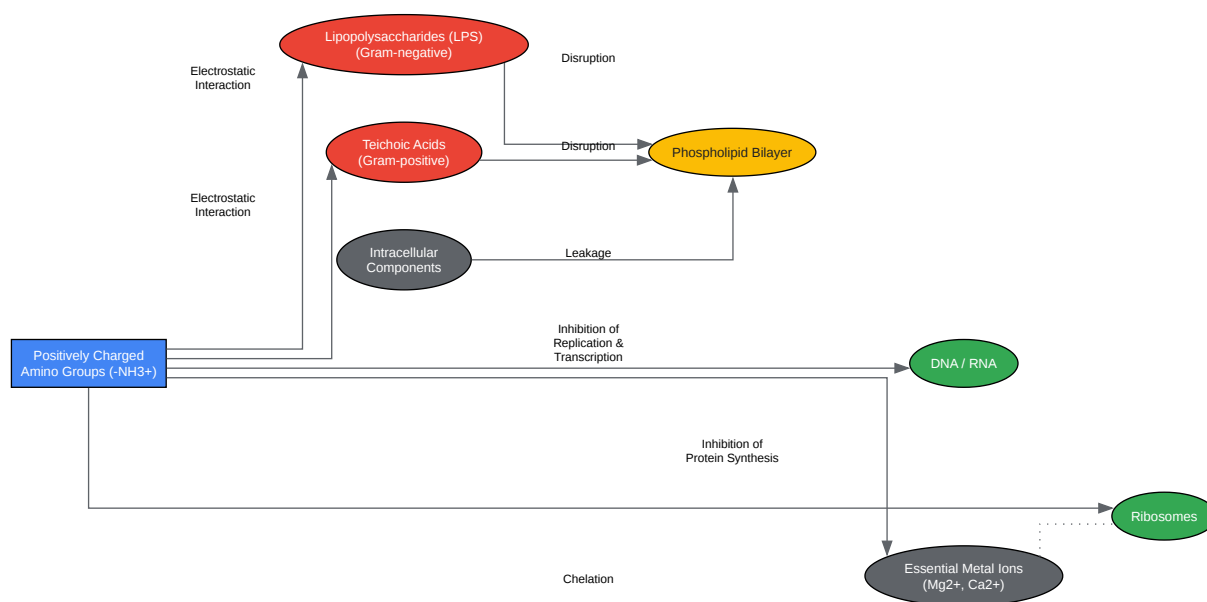 Lipopolysaccharides (LPS)
(Gram-negative)
Disruption
Electrostatic
Interaction
Teichoic Acids
(Gram-positive)
Disruption
Phospholipid Bilayer
Electrostatic
Interaction
Intracellular
Components
Leakage
Inhibition of
Replication &
Transcription
Positively Charged
Amino Groups (-NH3+)
DNA / RNA
Inhibition of
Protein Synthesis
Ribosomes
Essential Metal Ions
(Mg2+, Ca2+)
Chelation